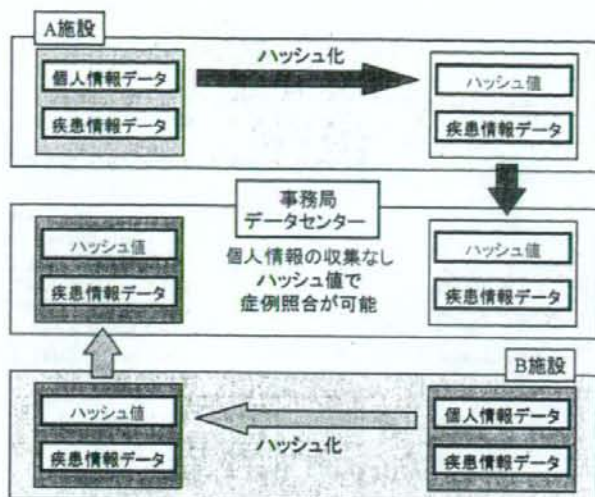 A施設
個人情報データ
疾患情報データ
ハッシュ化
ハッシュ値
疾患情報データ
事務局
データセンター
個人情報の収集なし
ハッシュ値で
症例照合が可能
ハッシュ値
疾患情報データ
ハッシュ値
疾患情報データ
B施設
ハッシュ値
疾患情報データ
ハッシュ化
個人情報データ
疾患情報データ